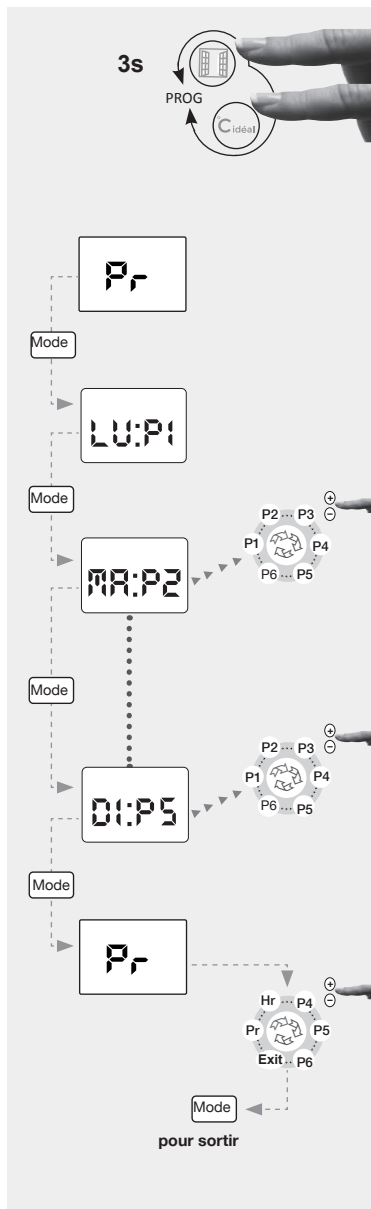 3s
PROG
°C idéal
Pr
Mode
LU:P1
Mode
P2 P3 +
P1 P4 -
MA:P2
P6 P5
Mode
P2 P3 +
P1 P4 -
DI:P5
P6 P5
Mode
Pr
Hr P4 +
Pr P5 -
Exit P6
Mode
pour sortir